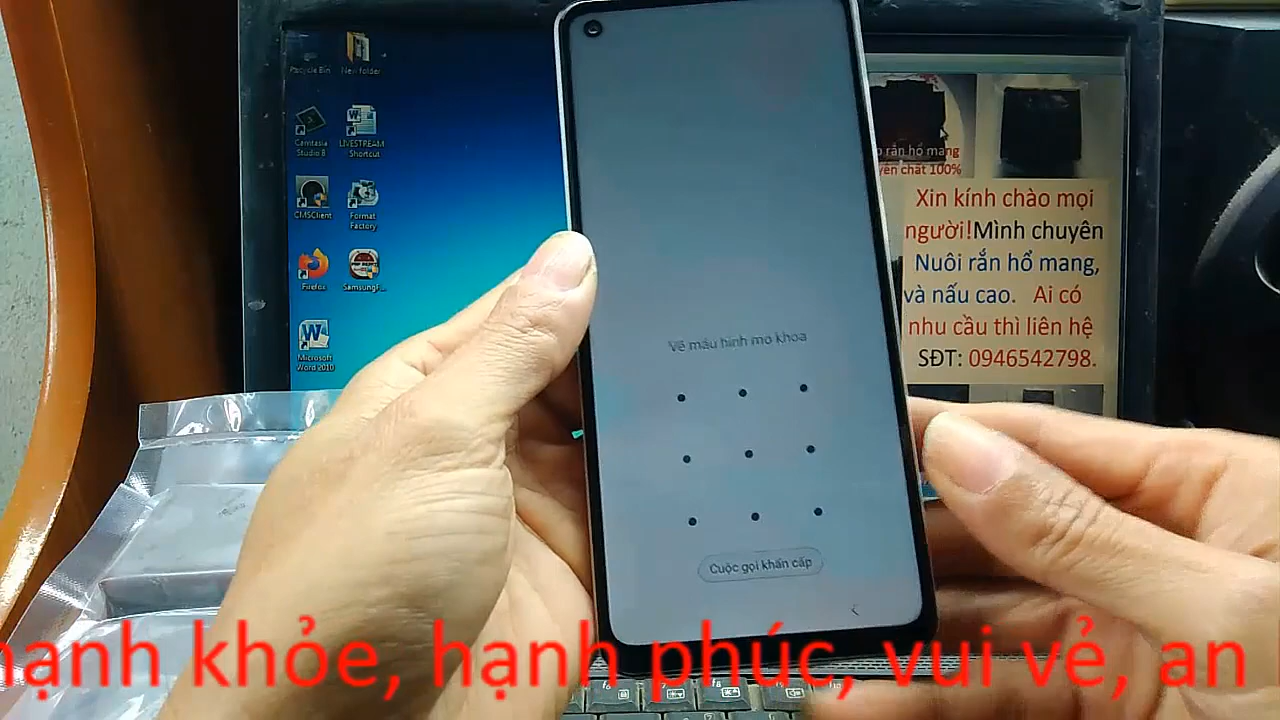 Recycle Bin
New folder
Camtasia
Studio 8
LIVESTREAM
Shortcut
CMSClient
Format
Factory
Firefox
SamsungF...
Microsoft
Word 2010
Vẽ mẫu hình mở khóa
Cuộc gọi khẩn cấp
rắn hổ mang
chất 100%
Xin kính chào mọi
người!Mình chuyên
Nuôi rắn hổ mang,
và nấu cao. Ai có
nhu cầu thì liên hệ
SĐT: 0946542798.
khỏe, hạnh phúc, vui vẻ, an